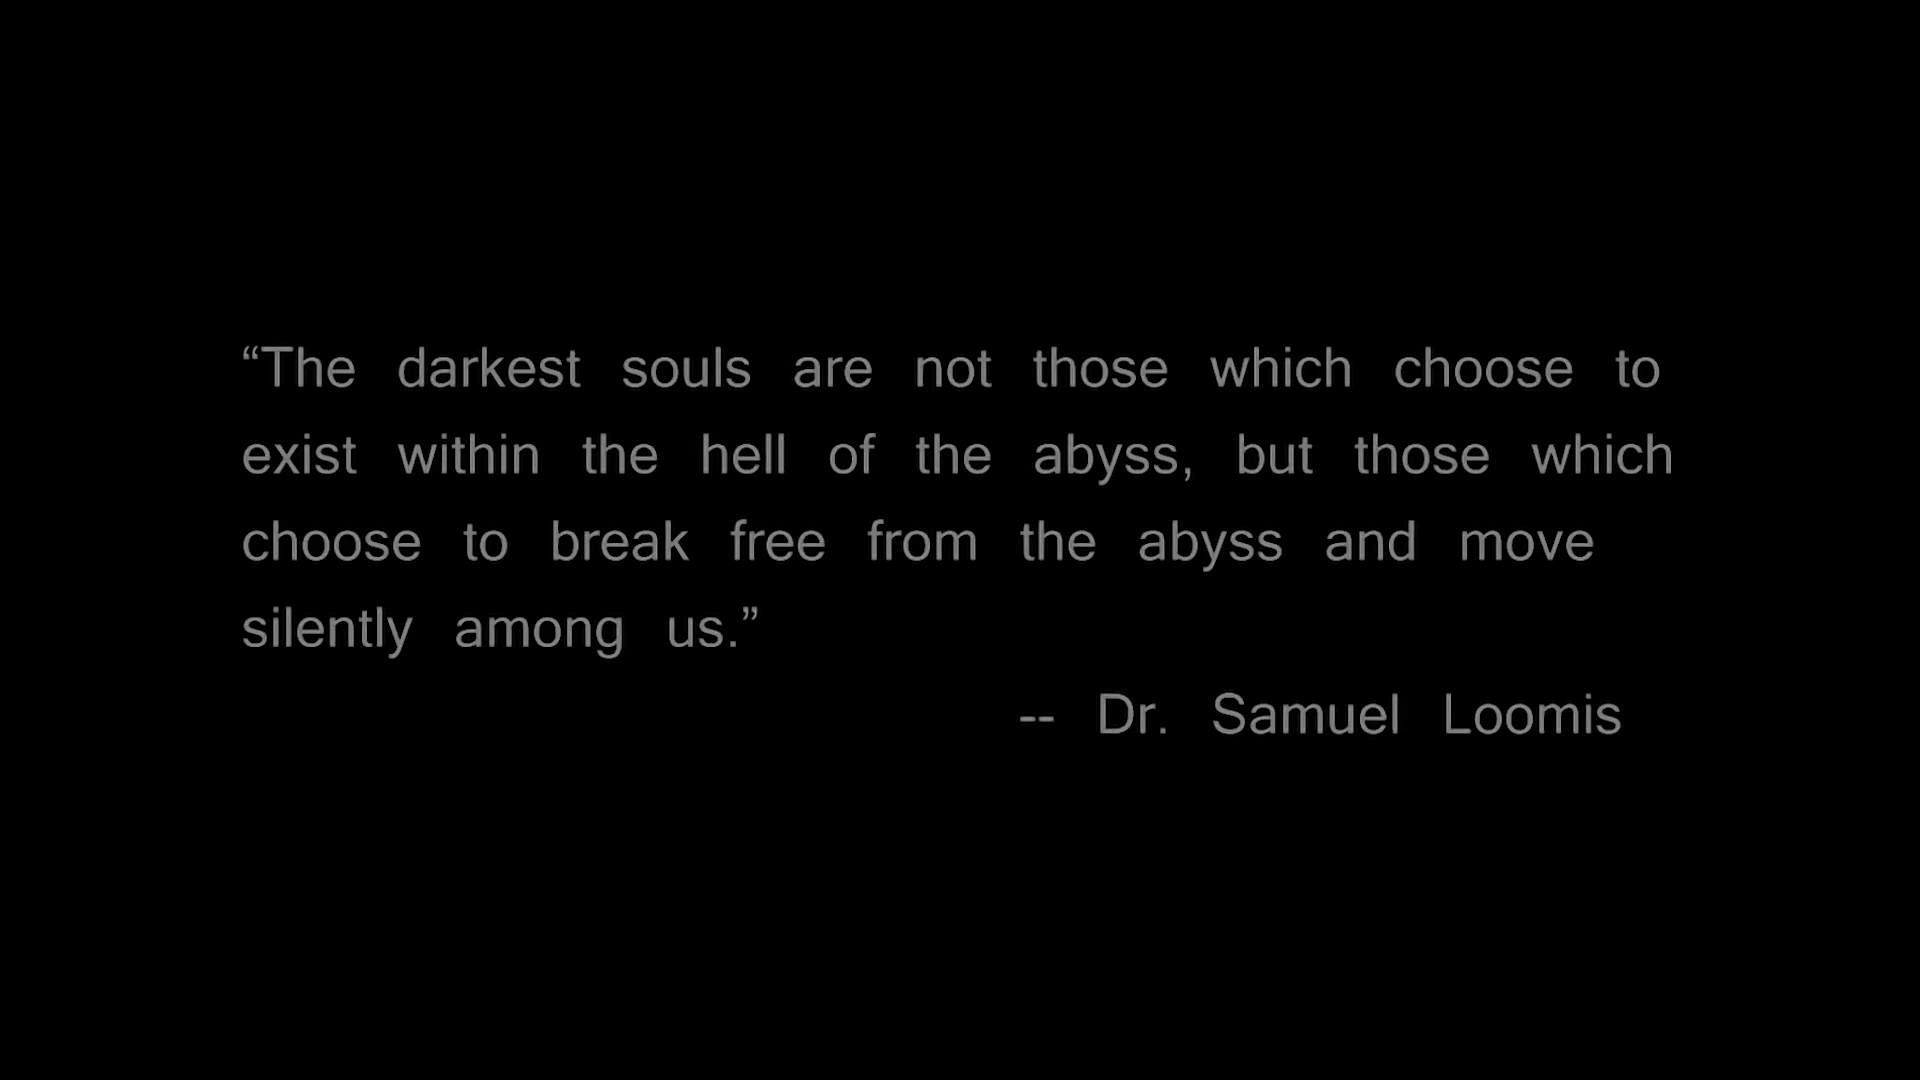 “The darkest souls are not those which choose to
exist within the hell of the abyss, but those which
choose to break free from the abyss and move
silently among us.”
-- Dr. Samuel Loomis